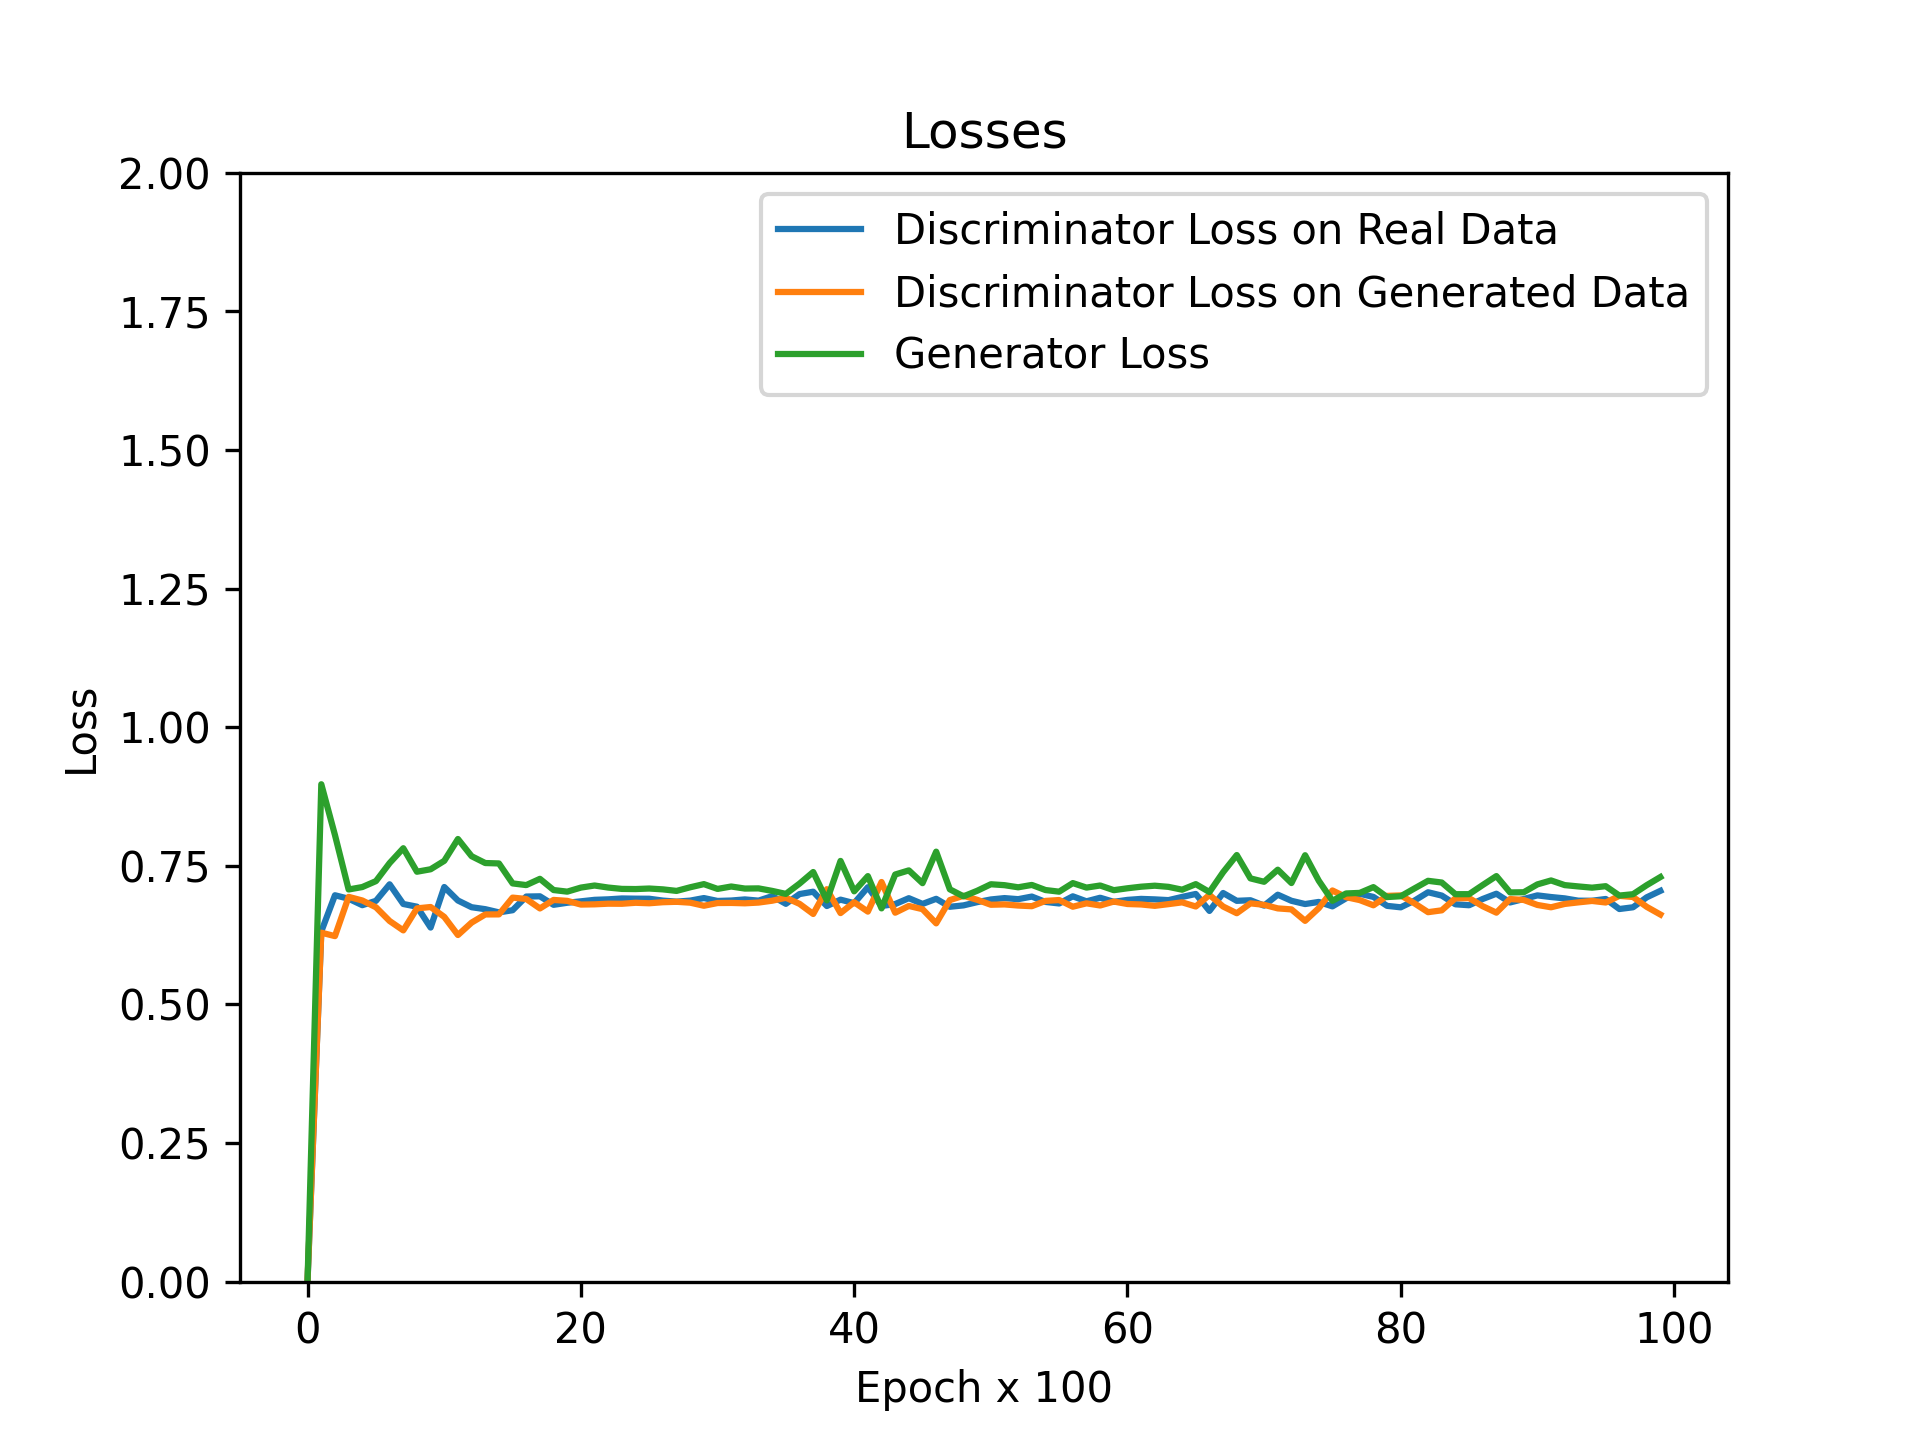 Losses
2.00
1.75
1.50
1.25
1.00
0.75
0.50
0.25
0.00
Loss
Discriminator Loss on Real Data
Discriminator Loss on Generated Data
Generator Loss
0 20 40 60 80 100
Epoch x 100